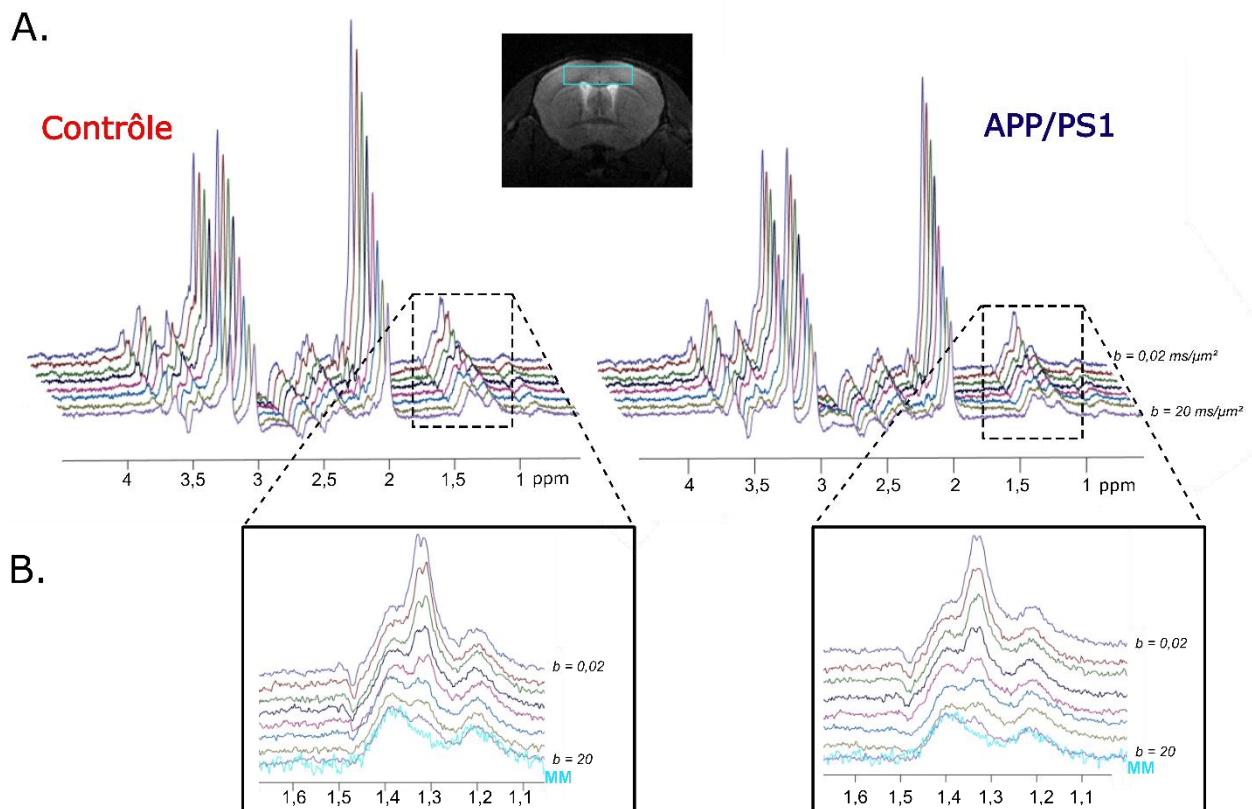 A.
Contrôle
APP/PS1
b = 0,02 ms/µm²
b = 20 ms/µm²
4 3,5 3 2,5 2 1,5 1 ppm
4 3,5 3 2,5 2 1,5 1 ppm
B.
b = 0,02
b = 20
MM
1,6 1,5 1,4 1,3 1,2 1,1
b = 0,02
b = 20
MM
1,6 1,5 1,4 1,3 1,2 1,1